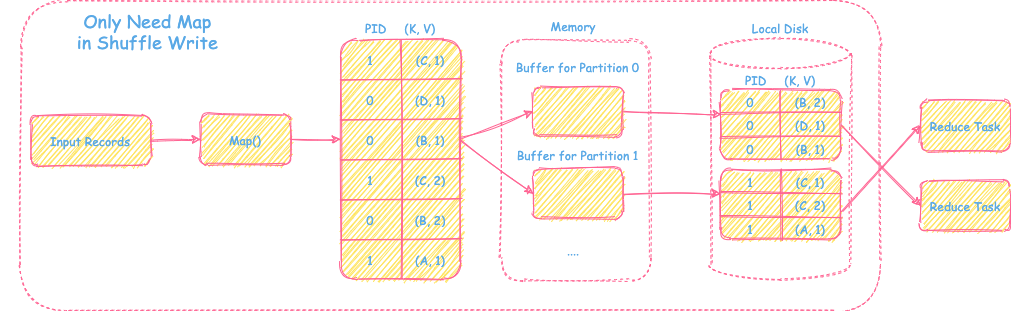 Only Need Map
in Shuffle Write
Input Records
Map()
PID (K, V)
1 (C, 1)
0 (D, 1)
0 (B, 1)
1 (C, 2)
0 (B, 2)
1 (A, 1)
Memory
Buffer for Partition 0
Buffer for Partition 1
....
Local Disk
PID (K, V)
0 (B, 2)
0 (D, 1)
0 (B, 1)
1 (C, 1)
1 (C, 2)
1 (A, 1)
Reduce Task
Reduce Task